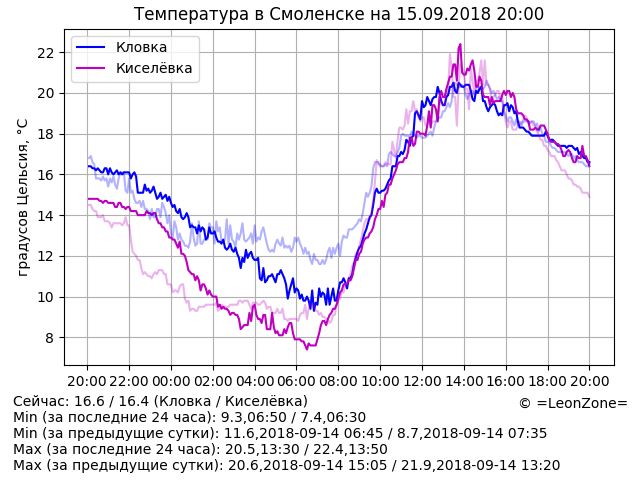 Температура в Смоленске на 15.09.2018 20:00
Кловка
Киселёвка
градусов Цельсия, °C
22
20
18
16
14
12
10
8
20:00 22:00 00:00 02:00 04:00 06:00 08:00 10:00 12:00 14:00 16:00 18:00 20:00
Сейчас: 16.6 / 16.4 (Кловка / Киселёвка)
© =LeonZone=
Min (за последние 24 часа): 9.3,06:50 / 7.4,06:30
Min (за предыдущие сутки): 11.6,2018-09-14 06:45 / 8.7,2018-09-14 07:35
Max (за последние 24 часа): 20.5,13:30 / 22.4,13:50
Max (за предыдущие сутки): 20.6,2018-09-14 15:05 / 21.9,2018-09-14 13:20